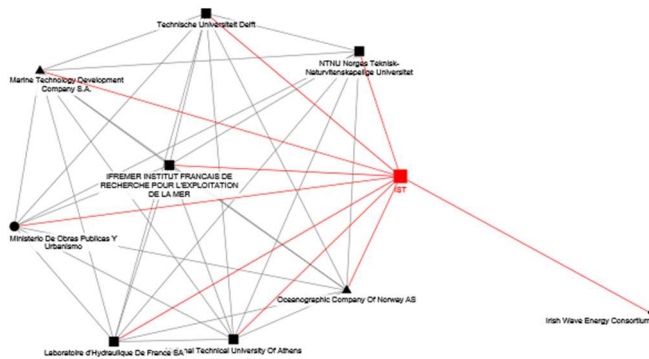 Technische Universiteit Delft
NTNU Norges Teknisk-
Naturvitenskapelige Universitet
Marine Technology Development
Company S.A.
IFREMER INSTITUT FRANCAIS DE
RECHERCHE POUR L'EXPLOITATION
DE LA MER
IST
Ministerio De Obras Publicas Y
Urbanismo
Oceanographic Company Of Norway AS
Irish Wave Energy Consortium
Laboratoire d'Hydraulique De France SA
Technical University Of Athens